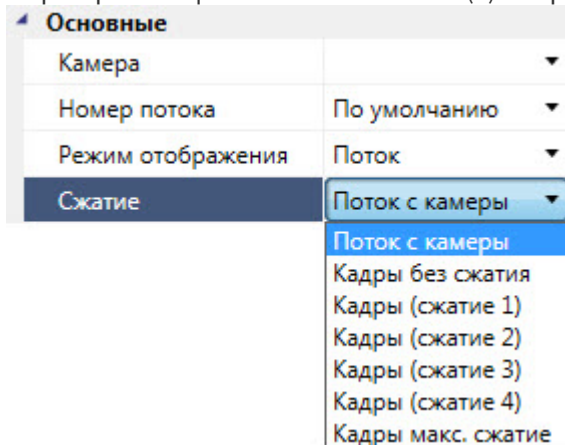 Основные
Камера
Номер потока По умолчанию
Режим отображения Поток
Сжатие Поток с камеры
Поток с камеры
Кадры без сжатия
Кадры (сжатие 1)
Кадры (сжатие 2)
Кадры (сжатие 3)
Кадры (сжатие 4)
Кадры макс. сжатие